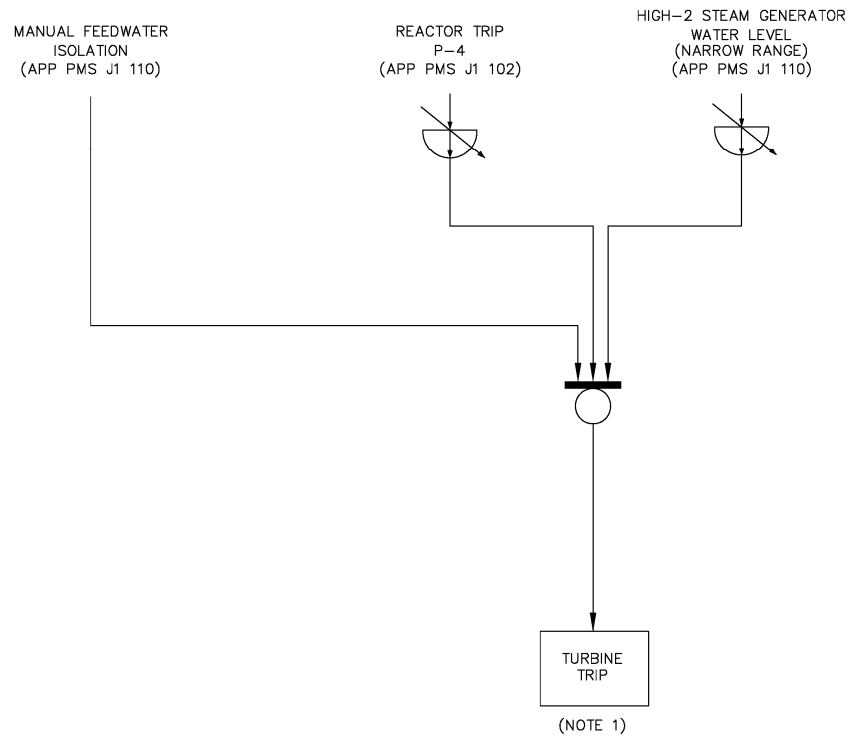 MANUAL FEEDWATER
ISOLATION
(APP PMS J1 110)
REACTOR TRIP
P-4
(APP PMS J1 102)
HIGH-2 STEAM GENERATOR
WATER LEVEL
(NARROW RANGE)
(APP PMS J1 110)
TURBINE
TRIP
(NOTE 1)